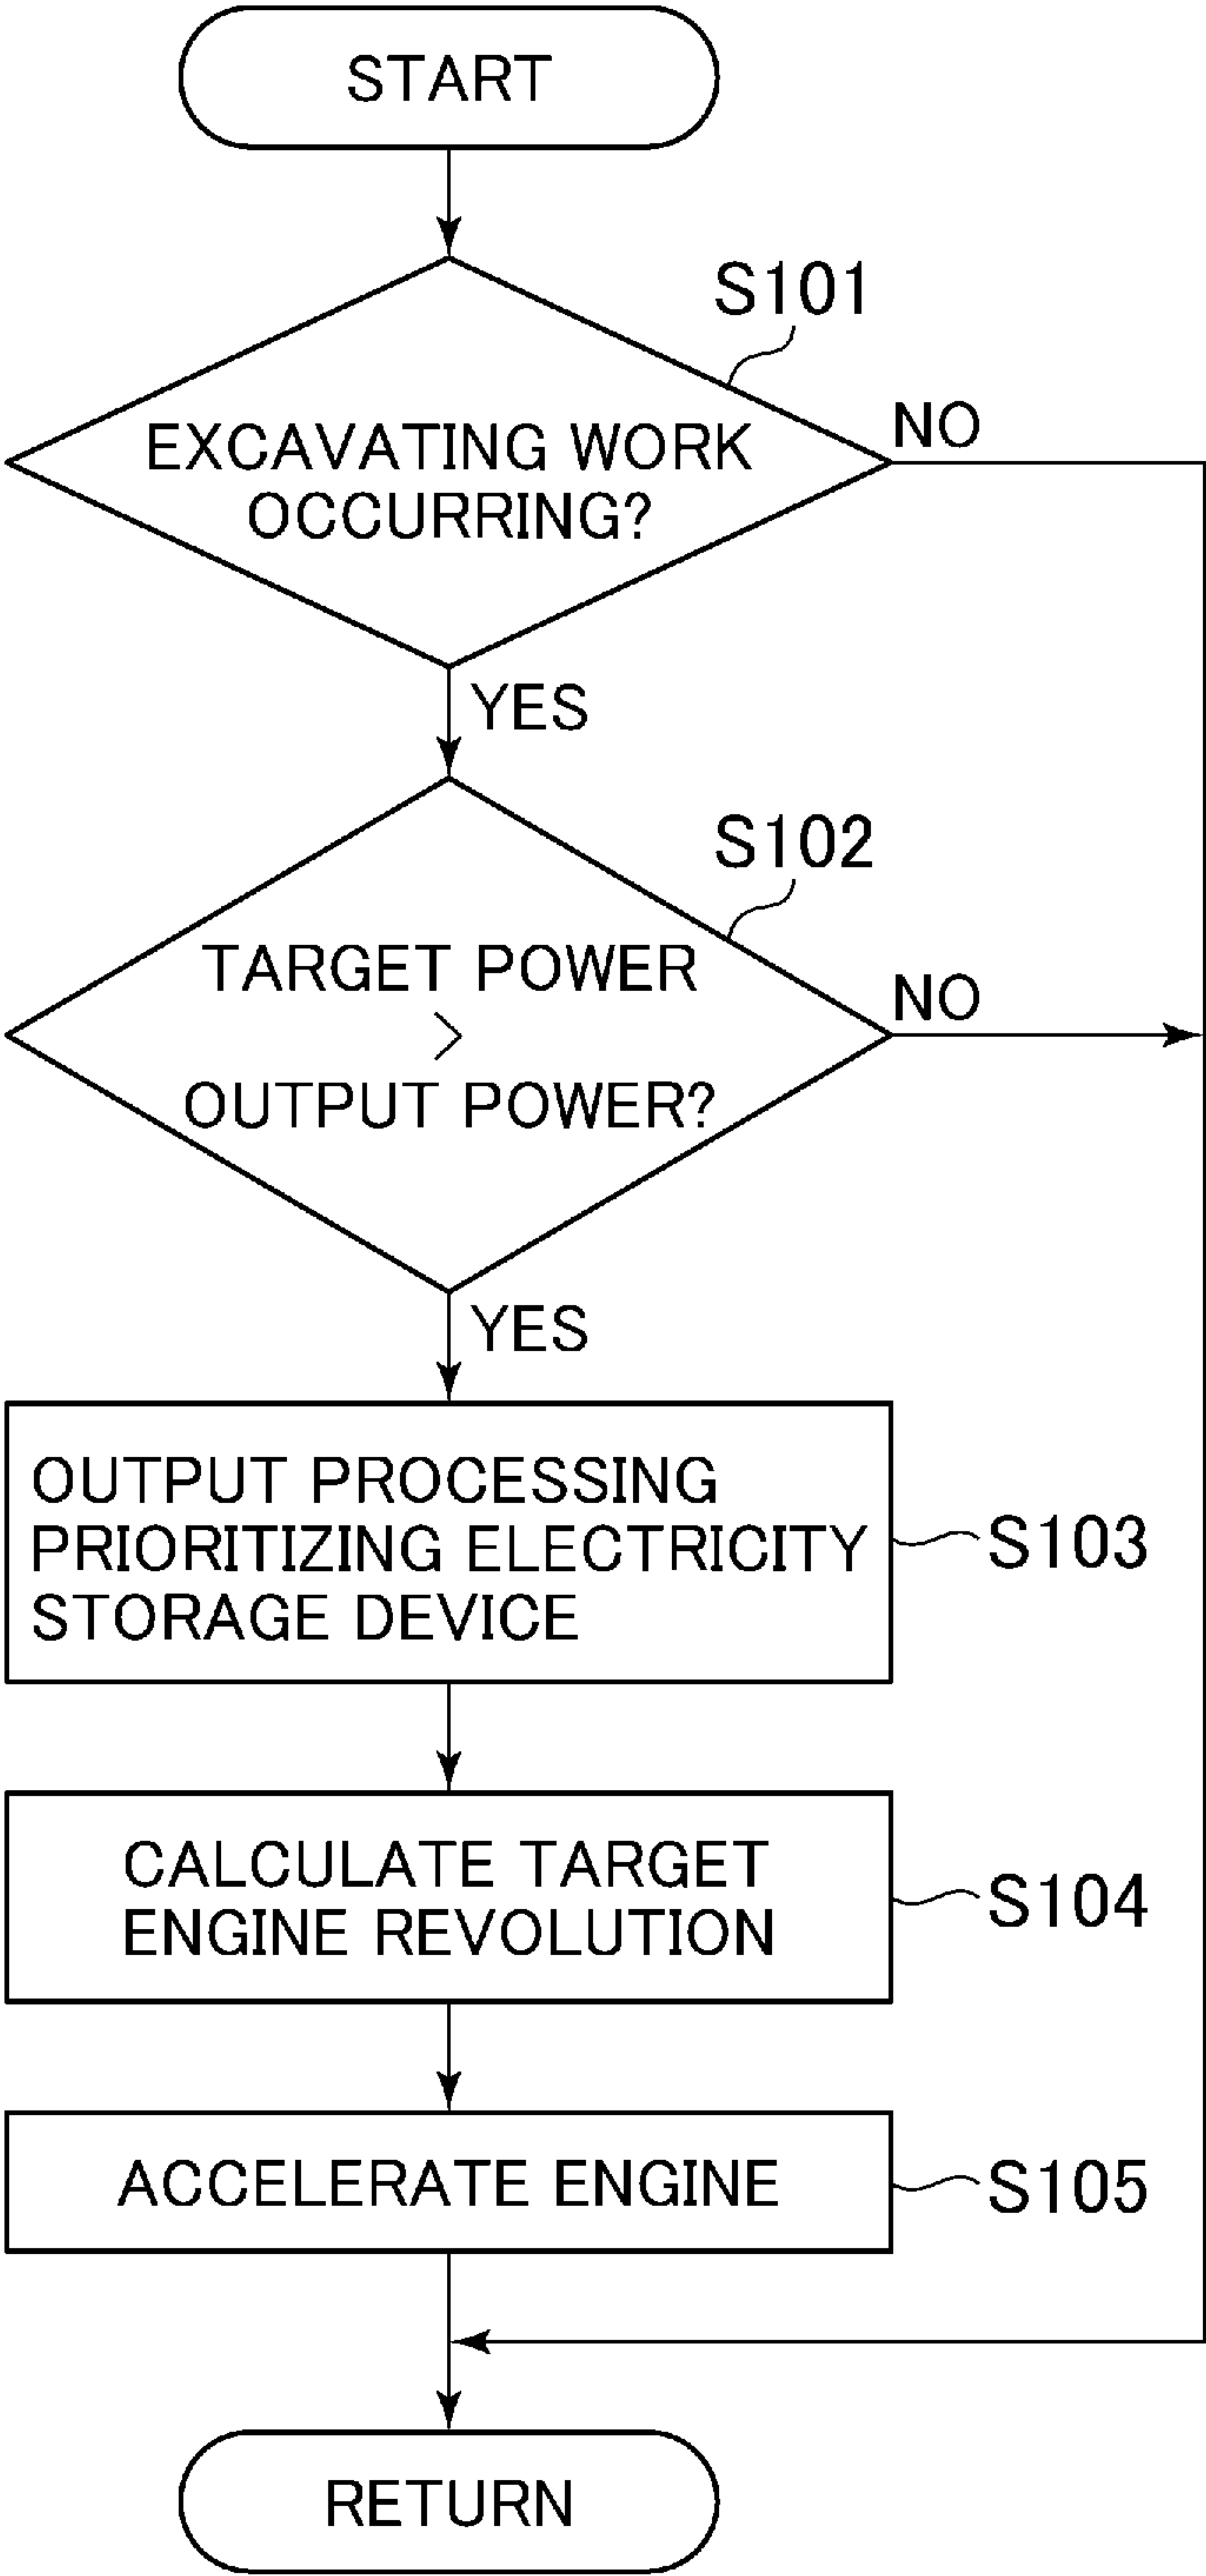 START
S101
EXCAVATING WORK
OCCURRING?
NO
YES
S102
TARGET POWER
>
OUTPUT POWER?
NO
YES
OUTPUT PROCESSING
PRIORITIZING ELECTRICITY
STORAGE DEVICE
S103
CALCULATE TARGET
ENGINE REVOLUTION
S104
ACCELERATE ENGINE
S105
RETURN